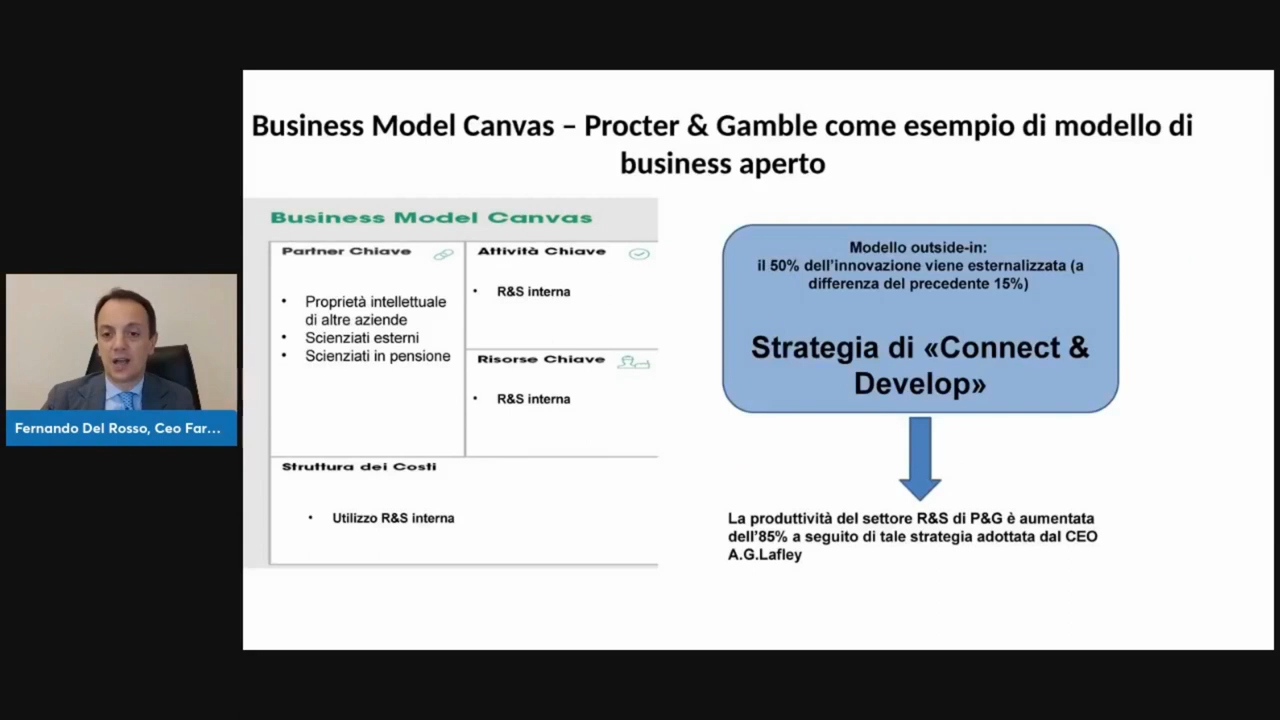 Business Model Canvas – Procter & Gamble come esempio di modello di
business aperto
Business Model Canvas
Partner Chiave
• Proprietà intellettuale
di altre aziende
• Scienziati esterni
• Scienziati in pensione
Attività Chiave
• R&S interna
Risorse Chiave
• R&S interna
Struttura dei Costi
• Utilizzo R&S interna
Modello outside-in:
il 50% dell'innovazione viene esternalizzata (a
differenza del precedente 15%)
Strategia di «Connect &
Develop»
La produttività del settore R&S di P&G è aumentata
dell'85% a seguito di tale strategia adottata dal CEO
A.G.Lafley
Fernando Del Rosso, Ceo Far...